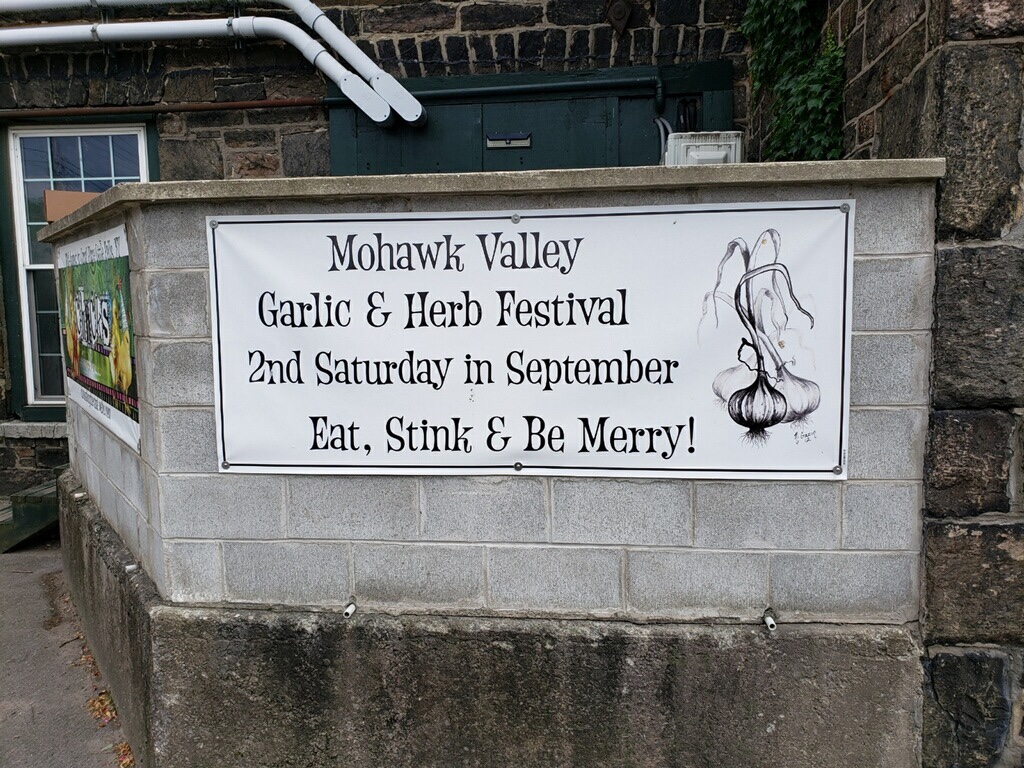 Mohawk Valley
Garlic & Herb Festival
2nd Saturday in September
Eat, Stink & Be Merry!